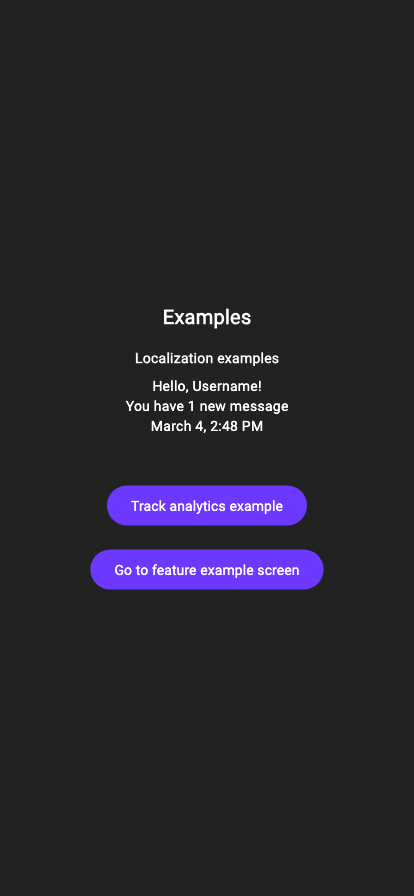 Examples
Localization examples
Hello, Username!
You have 1 new message
March 4, 2:48 PM
Track analytics example
Go to feature example screen